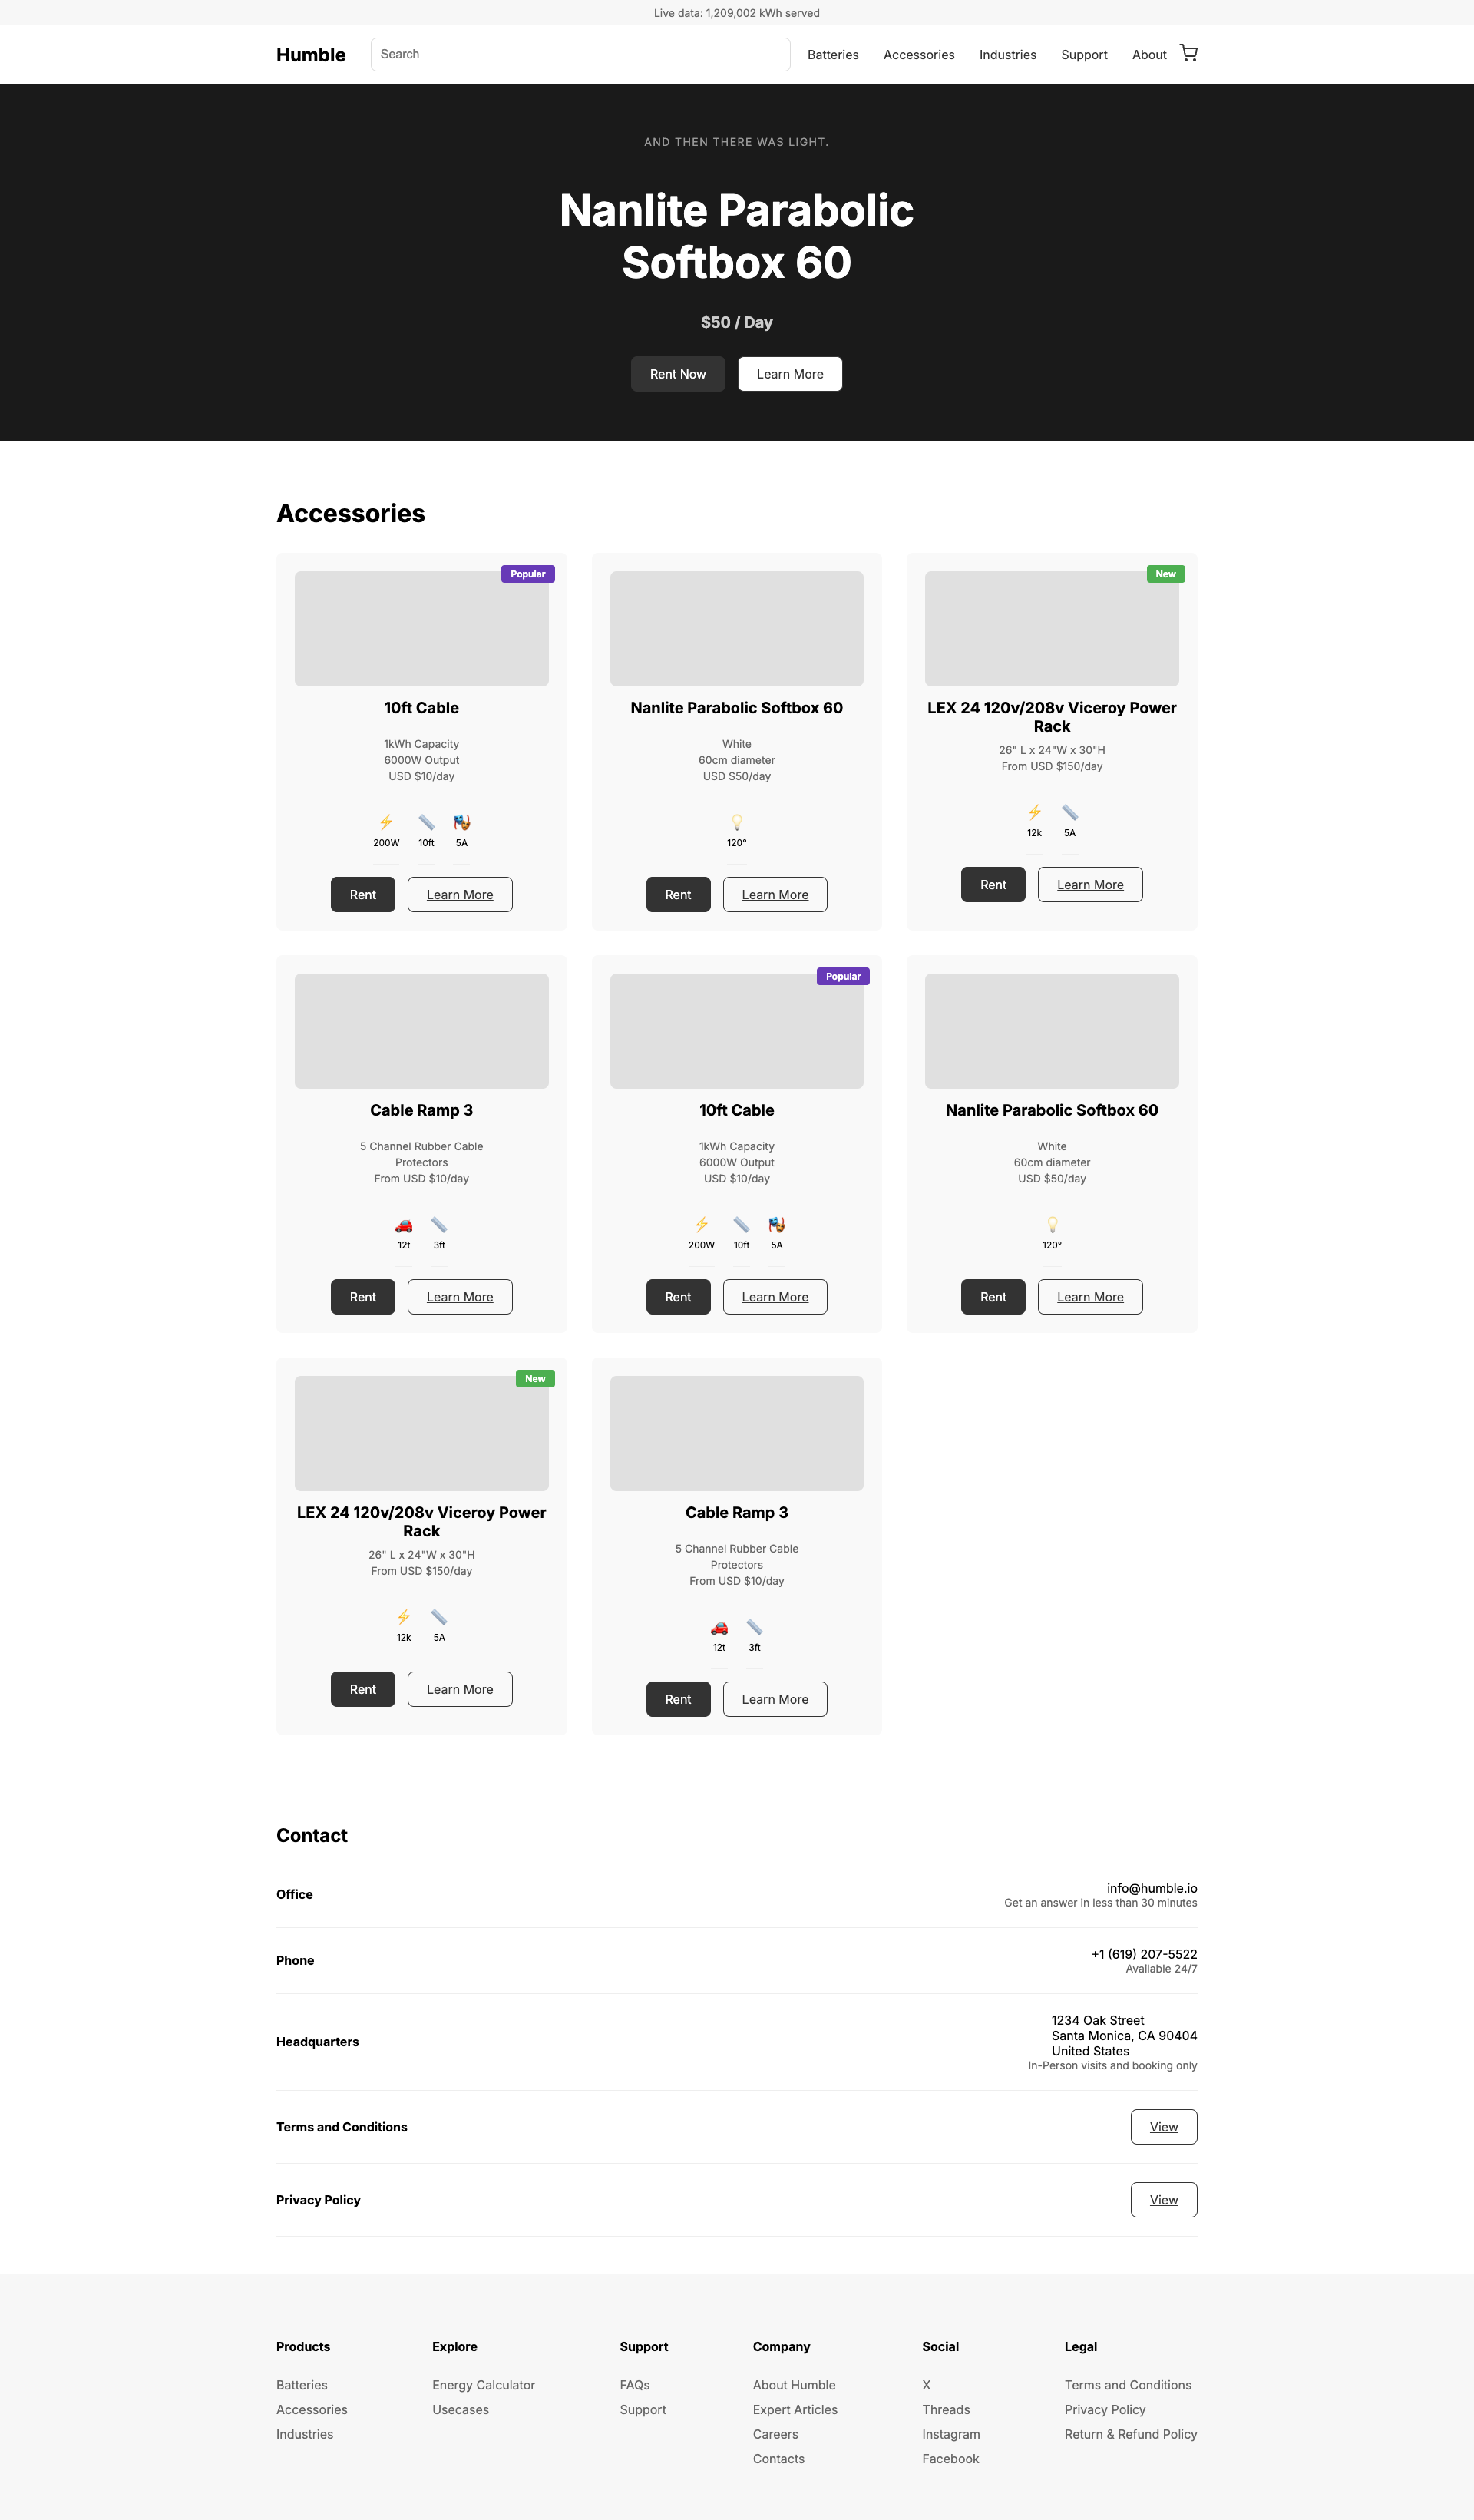 Live data: 1,209,002 kWh served
Humble
Search
Batteries
Accessories
Industries
Support
About
AND THEN THERE WAS LIGHT.
Nanlite Parabolic
Softbox 60
$50 / Day
Rent Now
Learn More
Accessories
Popular
10ft Cable
1kWh Capacity
6000W Output
USD $10/day
200W
10ft
5A
Rent
Learn More
Nanlite Parabolic Softbox 60
White
60cm diameter
USD $50/day
120°
Rent
Learn More
New
LEX 24 120v/208v Viceroy Power
Rack
26" L x 24"W x 30"H
From USD $150/day
12k
5A
Rent
Learn More
Cable Ramp 3
5 Channel Rubber Cable
Protectors
From USD $10/day
12t
3ft
Rent
Learn More
Popular
10ft Cable
1kWh Capacity
6000W Output
USD $10/day
200W
10ft
5A
Rent
Learn More
Nanlite Parabolic Softbox 60
White
60cm diameter
USD $50/day
120°
Rent
Learn More
New
LEX 24 120v/208v Viceroy Power
Rack
26" L x 24"W x 30"H
From USD $150/day
12k
5A
Rent
Learn More
Cable Ramp 3
5 Channel Rubber Cable
Protectors
From USD $10/day
12t
3ft
Rent
Learn More
Contact
Office
info@humble.io
Get an answer in less than 30 minutes
Phone
+1 (619) 207-5522
Available 24/7
Headquarters
1234 Oak Street
Santa Monica, CA 90404
United States
In-Person visits and booking only
Terms and Conditions
View
Privacy Policy
View
Products
Batteries
Accessories
Industries
Explore
Energy Calculator
Usecases
Support
FAQs
Support
Company
About Humble
Expert Articles
Careers
Contacts
Social
X
Threads
Instagram
Facebook
Legal
Terms and Conditions
Privacy Policy
Return & Refund Policy